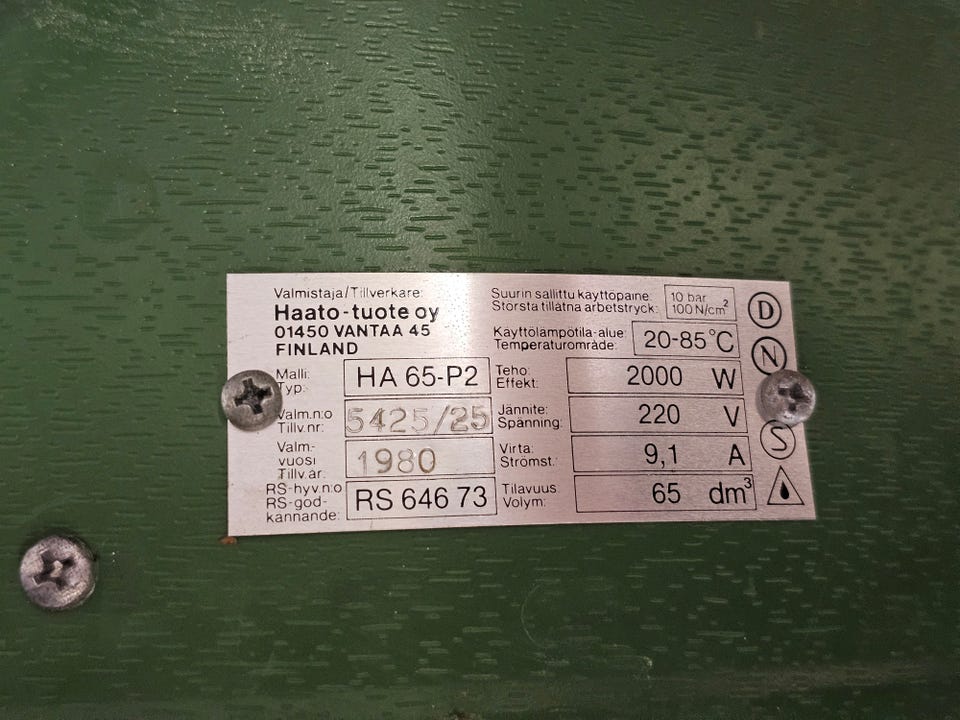 Valmistaja/Tillverkare:
Haato-tuote oy
01450 VANTAA 45
FINLAND
Malli:
Typ:
HA 65-P2
Valm.n:o
Tillv.nr:
5425/25
Valm.-
vuosi
Tillv.år:
1980
RS-hyv.n:o
RS-god-
kannande:
RS 646 73
Suurin sallittu käyttöpaine:
Storsta tillåtna arbetstryck:
10 bar
100 N/cm²
Käyttölämpötila-alue:
Temperaturområde:
20-85°C
Teho:
Effekt:
2000 W
Jännite:
Spänning:
220 V
Virta:
Strömst.:
9,1 A
Tilavuus:
Volym:
65 dm³
D
N
S